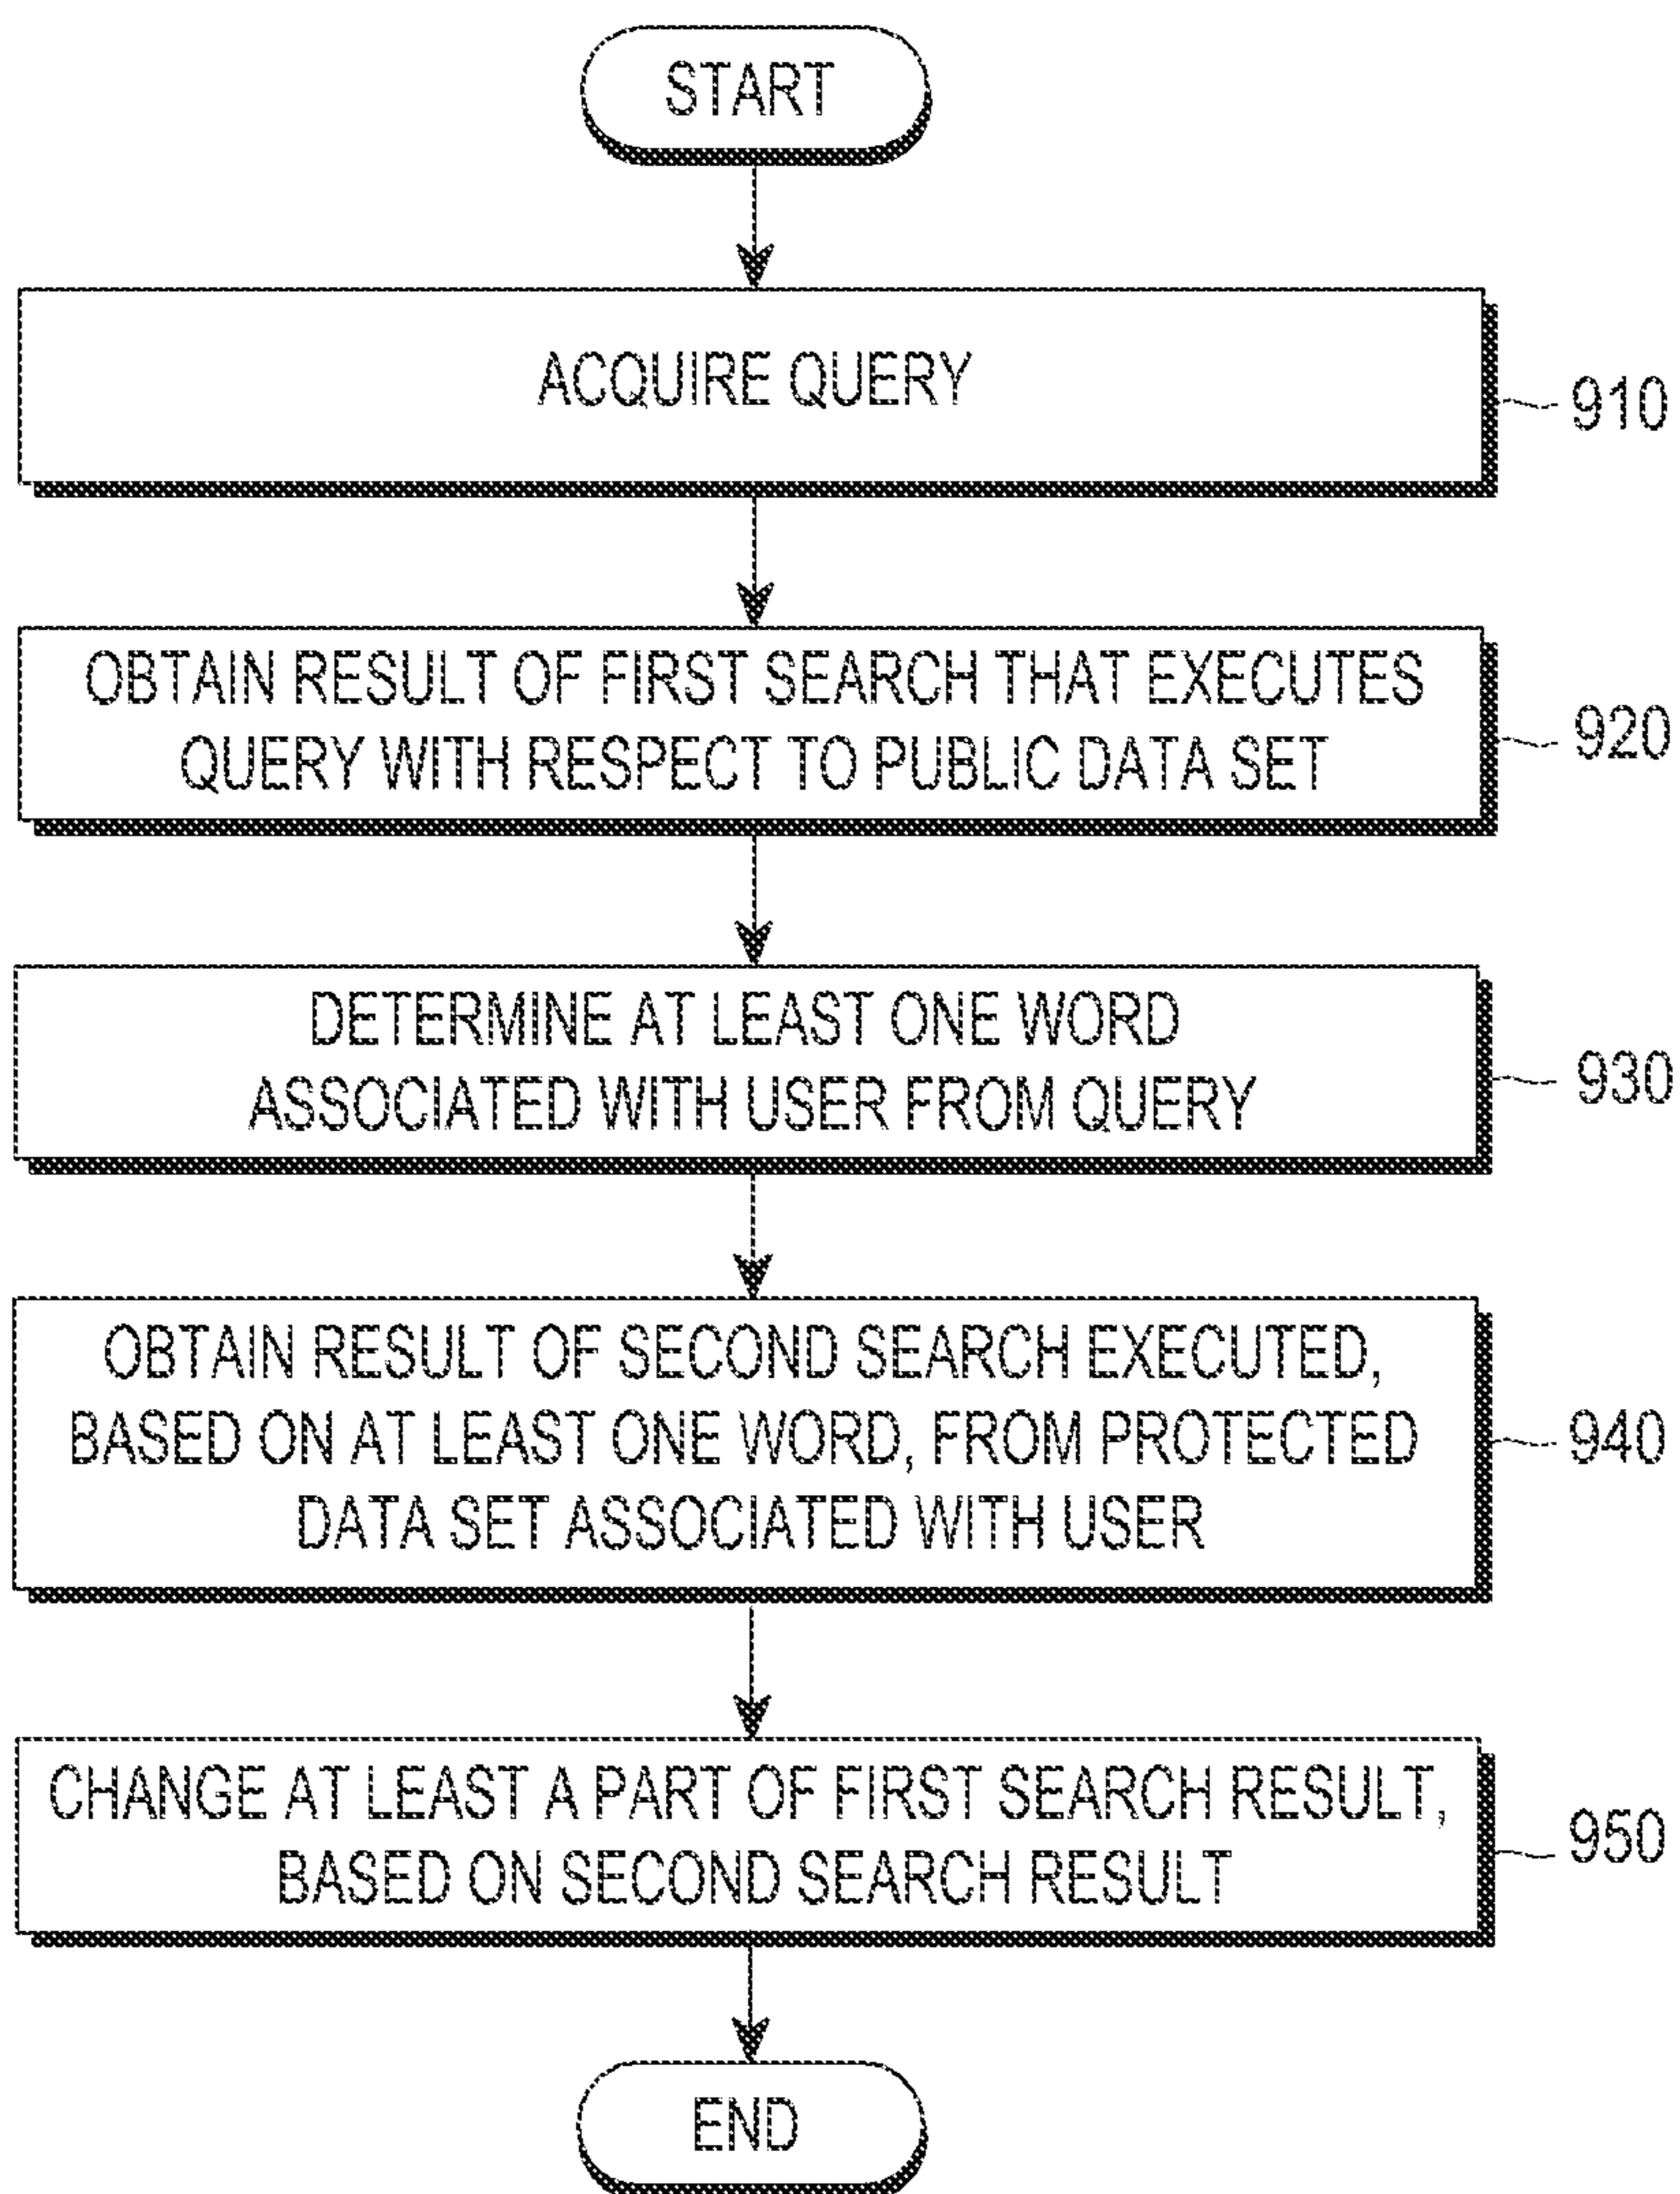 START
ACQUIRE QUERY
910
OBTAIN RESULT OF FIRST SEARCH THAT EXECUTES
QUERY WITH RESPECT TO PUBLIC DATA SET
920
DETERMINE AT LEAST ONE WORD
ASSOCIATED WITH USER FROM QUERY
930
OBTAIN RESULT OF SECOND SEARCH EXECUTED,
BASED ON AT LEAST ONE WORD, FROM PROTECTED
DATA SET ASSOCIATED WITH USER
940
CHANGE AT LEAST A PART OF FIRST SEARCH RESULT,
BASED ON SECOND SEARCH RESULT
950
END